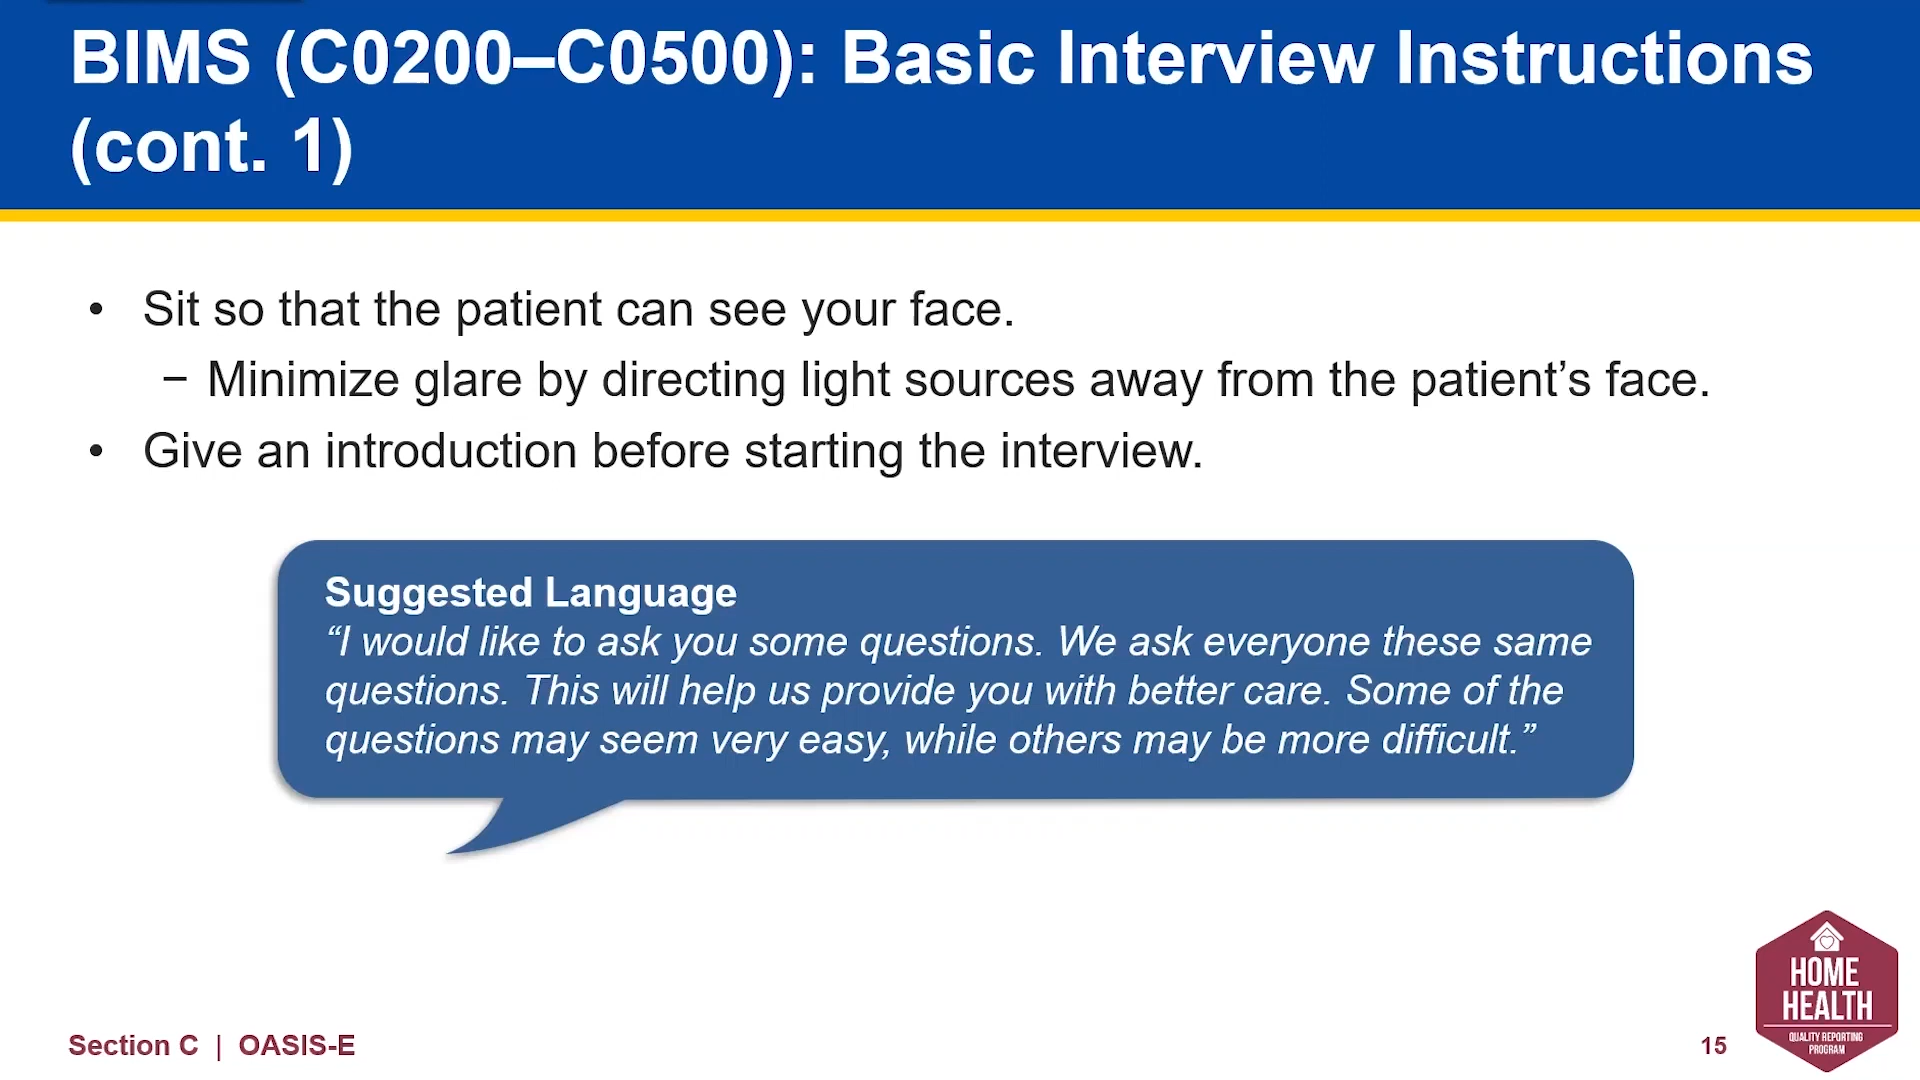 BIMS (C0200–C0500): Basic Interview Instructions
(cont. 1)
• Sit so that the patient can see your face.
− Minimize glare by directing light sources away from the patient’s face.
• Give an introduction before starting the interview.
Suggested Language
“I would like to ask you some questions. We ask everyone these same
questions. This will help us provide you with better care. Some of the
questions may seem very easy, while others may be more difficult.”
HOME
HEALTH
QUALITY REPORTING
PROGRAM
Section C | OASIS-E
15